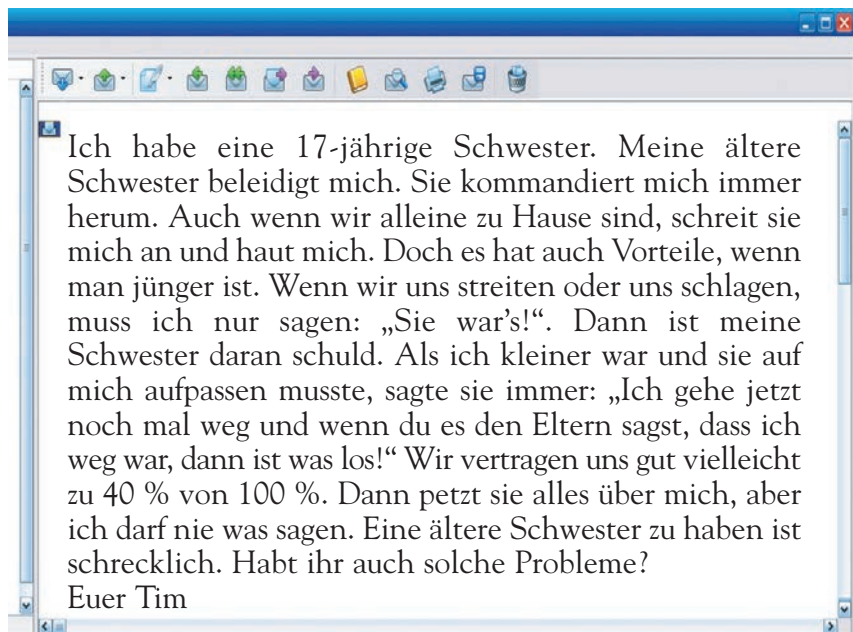 Ich habe eine 17-jährige Schwester. Meine ältere
Schwester beleidigt mich. Sie kommandiert mich immer
herum. Auch wenn wir alleine zu Hause sind, schreit sie
mich an und haut mich. Doch es hat auch Vorteile, wenn
man jünger ist. Wenn wir uns streiten oder uns schlagen,
muss ich nur sagen: „Sie war's!“. Dann ist meine
Schwester daran schuld. Als ich kleiner war und sie auf
mich aufpassen musste, sagte sie immer: „Ich gehe jetzt
noch mal weg und wenn du es den Eltern sagst, dass ich
weg war, dann ist was los!“ Wir vertragen uns gut vielleicht
zu 40 % von 100 %. Dann petzt sie alles über mich, aber
ich darf nie was sagen. Eine ältere Schwester zu haben ist
schrecklich. Habt ihr auch solche Probleme?
Euer Tim